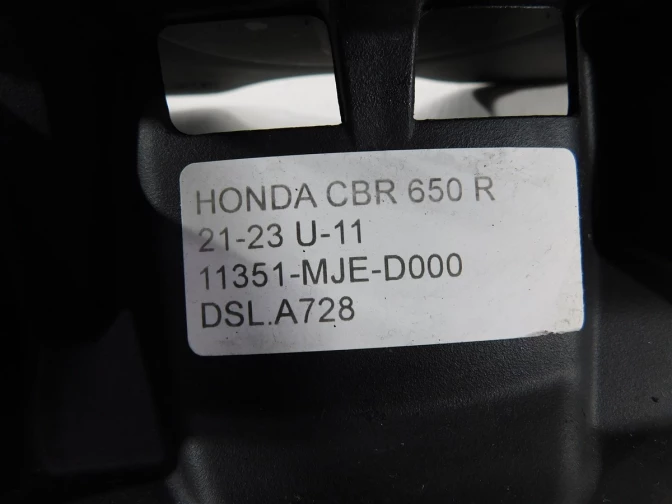 HONDA CBR 650 R
21-23 U-11
11351-MJE-D000
DSL.A728